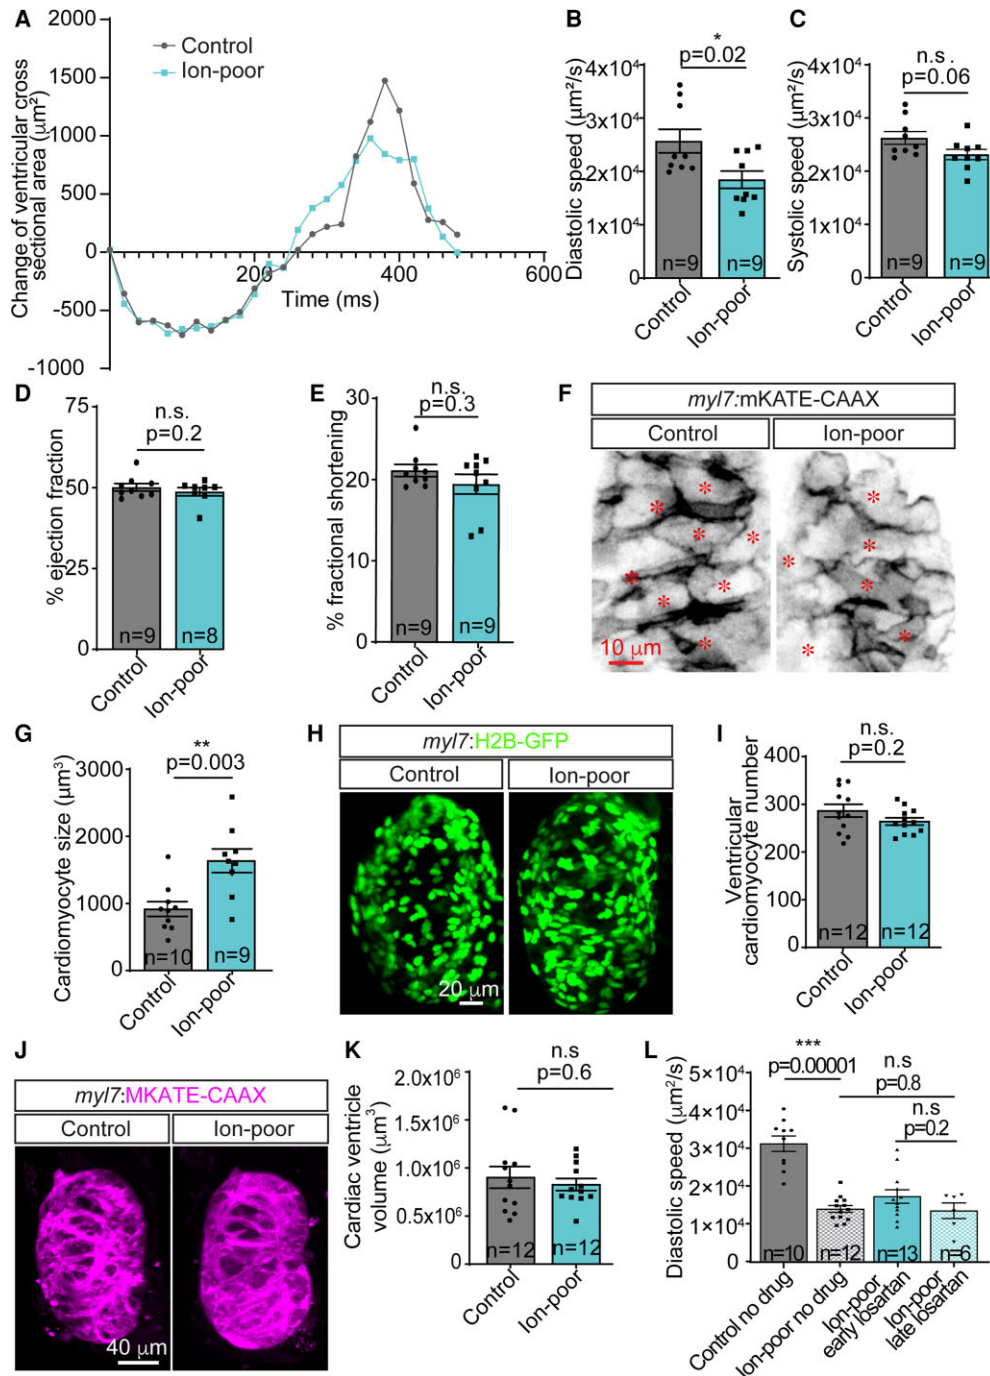 A
2000
1500
1000
500
0
-500
-1000
Change of ventricular cross
sectional area (μm²)
Control
Ion-poor
200
400
600
Time (ms)
B
*
p=0.02
4x10⁴
3x10⁴
2x10⁴
1x10⁴
0
Diastolic speed (μm²/s)
n=9
n=9
Control
Ion-poor
C
n.s.
p=0.06
4x10⁴
3x10⁴
2x10⁴
1x10⁴
0
Systolic speed (μm²/s)
n=9
n=9
Control
Ion-poor
D
n.s.
p=0.2
75
50
25
0
% ejection fraction
n=9
n=8
Control
Ion-poor
E
n.s.
p=0.3
30
20
10
0
% fractional shortening
n=9
n=9
Control
Ion-poor
F
myl7:mKATE-CAAX
Control
Ion-poor
10 μm
G
**
p=0.003
3000
2000
1000
0
Cardiomyocyte size (μm³)
n=10
n=9
Control
Ion-poor
H
myl7:H2B-GFP
Control
Ion-poor
20 μm
I
n.s.
p=0.2
400
300
200
100
0
Ventricular
cardiomyocyte number
n=12
n=12
Control
Ion-poor
J
myl7:MKATE-CAAX
Control
Ion-poor
40 μm
K
n.s
p=0.6
2.0x10⁶
1.5x10⁶
1.0x10⁶
0.5x10⁶
0
Cardiac ventricle
volume (μm³)
n=12
n=12
Control
Ion-poor
L
***
p=0.00001
n.s
p=0.8
n.s
p=0.2
5x10⁴
4x10⁴
3x10⁴
2x10⁴
1x10⁴
0
Diastolic speed (μm²/s)
n=10
n=12
n=13
n=6
Control no drug
Ion-poor no drug
Ion-poor
early losartan
Ion-poor
late losartan